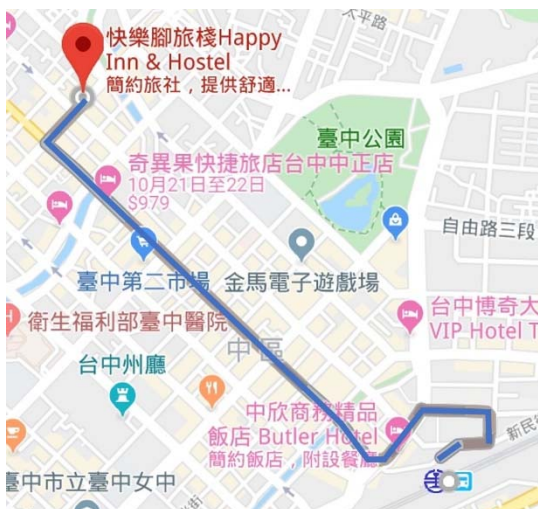 太平路
快樂腳旅棧Happy
Inn & Hostel
簡約旅社，提供舒適...
臺中公園
奇異果快捷旅店台中中正店
10月21日至22日
$979
自由路三段
臺中第二市場
金馬電子遊戲場
台中博奇大
VIP Hotel T
衛生福利部臺中醫院
中區
台中州廳
中欣商務精品
飯店 Butler Hotel
簡約飯店，附設餐廳
新民街
臺中市立臺中女中